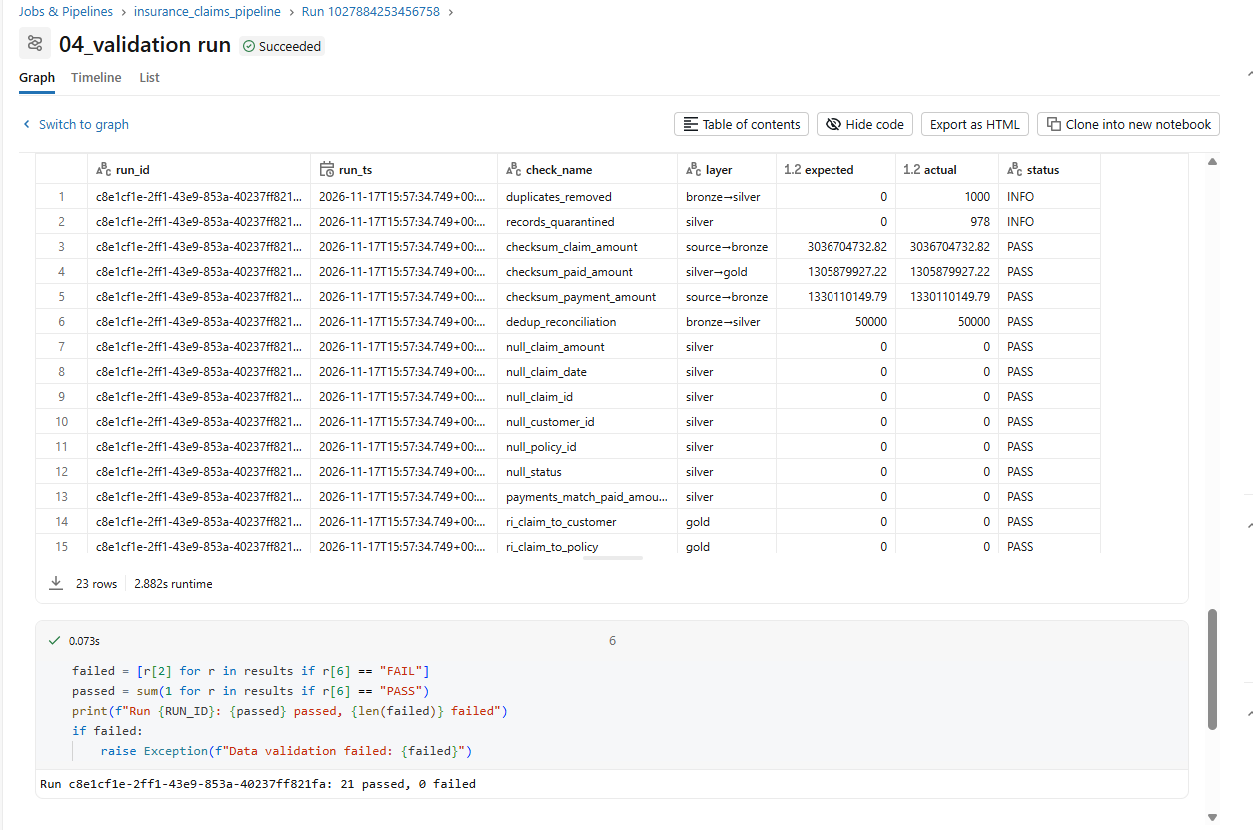 Jobs & Pipelines › insurance_claims_pipeline › Run 1027884253456758 ›
04_validation run Succeeded
Graph Timeline List
‹ Switch to graph Table of contents Hide code Export as HTML Clone into new notebook
run_id run_ts check_name layer 1.2 expected 1.2 actual status
1 c8e1cf1e-2ff1-43e9-853a-40237ff821... 2026-11-17T15:57:34.749+00:... duplicates_removed bronze→silver 0 1000 INFO
2 c8e1cf1e-2ff1-43e9-853a-40237ff821... 2026-11-17T15:57:34.749+00:... records_quarantined silver 0 978 INFO
3 c8e1cf1e-2ff1-43e9-853a-40237ff821... 2026-11-17T15:57:34.749+00:... checksum_claim_amount source→bronze 3036704732.82 3036704732.82 PASS
4 c8e1cf1e-2ff1-43e9-853a-40237ff821... 2026-11-17T15:57:34.749+00:... checksum_paid_amount silver→gold 1305879927.22 1305879927.22 PASS
5 c8e1cf1e-2ff1-43e9-853a-40237ff821... 2026-11-17T15:57:34.749+00:... checksum_payment_amount source→bronze 1330110149.79 1330110149.79 PASS
6 c8e1cf1e-2ff1-43e9-853a-40237ff821... 2026-11-17T15:57:34.749+00:... dedup_reconciliation bronze→silver 50000 50000 PASS
7 c8e1cf1e-2ff1-43e9-853a-40237ff821... 2026-11-17T15:57:34.749+00:... null_claim_amount silver 0 0 PASS
8 c8e1cf1e-2ff1-43e9-853a-40237ff821... 2026-11-17T15:57:34.749+00:... null_claim_date silver 0 0 PASS
9 c8e1cf1e-2ff1-43e9-853a-40237ff821... 2026-11-17T15:57:34.749+00:... null_claim_id silver 0 0 PASS
10 c8e1cf1e-2ff1-43e9-853a-40237ff821... 2026-11-17T15:57:34.749+00:... null_customer_id silver 0 0 PASS
11 c8e1cf1e-2ff1-43e9-853a-40237ff821... 2026-11-17T15:57:34.749+00:... null_policy_id silver 0 0 PASS
12 c8e1cf1e-2ff1-43e9-853a-40237ff821... 2026-11-17T15:57:34.749+00:... null_status silver 0 0 PASS
13 c8e1cf1e-2ff1-43e9-853a-40237ff821... 2026-11-17T15:57:34.749+00:... payments_match_paid_amou... silver 0 0 PASS
14 c8e1cf1e-2ff1-43e9-853a-40237ff821... 2026-11-17T15:57:34.749+00:... ri_claim_to_customer gold 0 0 PASS
15 c8e1cf1e-2ff1-43e9-853a-40237ff821... 2026-11-17T15:57:34.749+00:... ri_claim_to_policy gold 0 0 PASS
23 rows 2.882s runtime
0.073s 6
failed = [r[2] for r in results if r[6] == "FAIL"]
passed = sum(1 for r in results if r[6] == "PASS")
print(f"Run {RUN_ID}: {passed} passed, {len(failed)} failed")
if failed:
    raise Exception(f"Data validation failed: {failed}")
Run c8e1cf1e-2ff1-43e9-853a-40237ff821fa: 21 passed, 0 failed